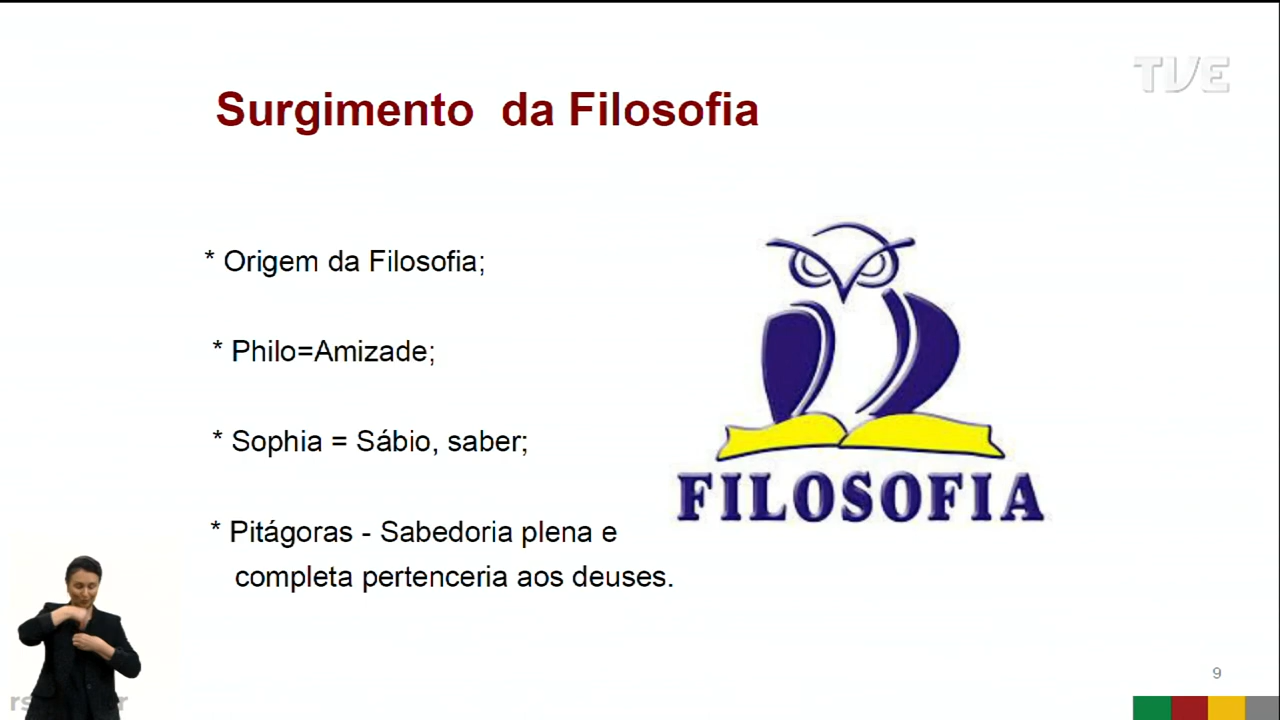 TVE
Surgimento da Filosofia
* Origem da Filosofia;
* Philo=Amizade;
* Sophia = Sábio, saber;
* Pitágoras - Sabedoria plena e
completa pertenceria aos deuses.
FILOSOFIA
9